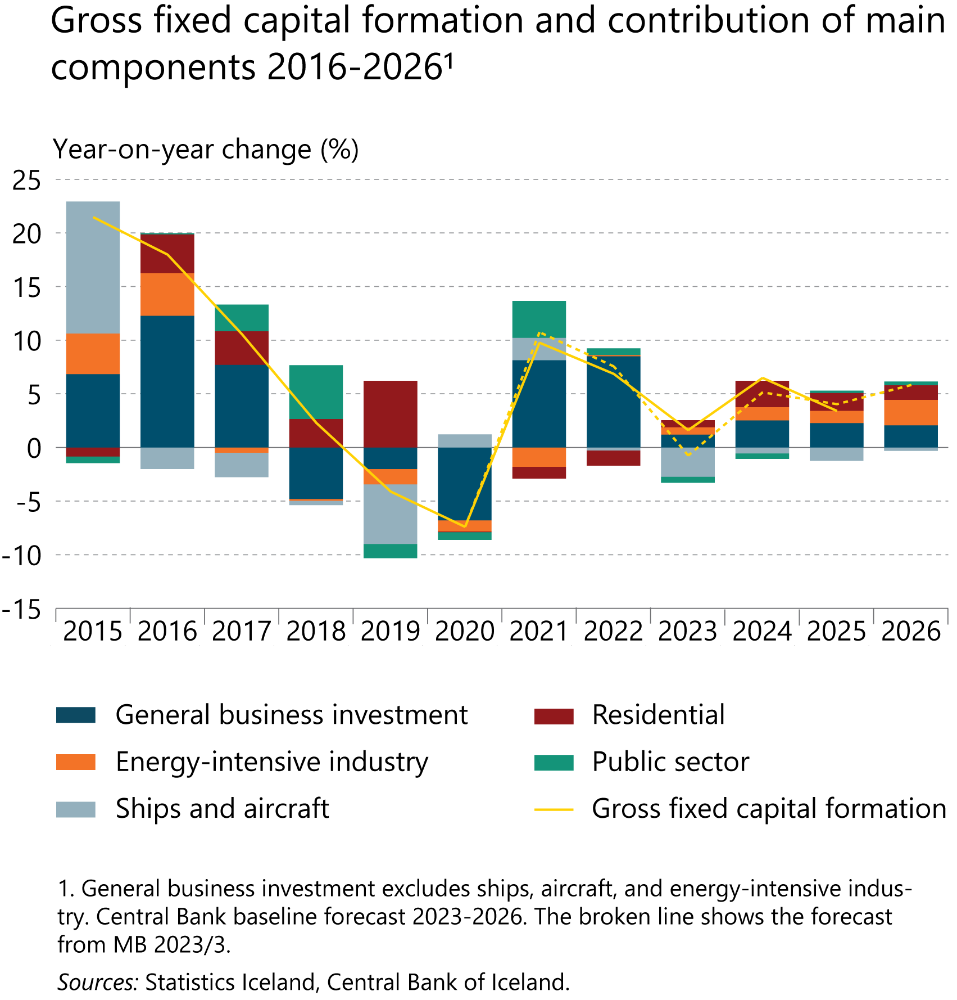 Gross fixed capital formation and contribution of main
components 2016-2026¹
Year-on-year change (%)
25
20
15
10
5
0
-5
-10
-15
2015 2016 2017 2018 2019 2020 2021 2022 2023 2024 2025 2026
General business investment
Residential
Energy-intensive industry
Public sector
Ships and aircraft
Gross fixed capital formation
1. General business investment excludes ships, aircraft, and energy-intensive indus-
try. Central Bank baseline forecast 2023-2026. The broken line shows the forecast
from MB 2023/3.
Sources: Statistics Iceland, Central Bank of Iceland.